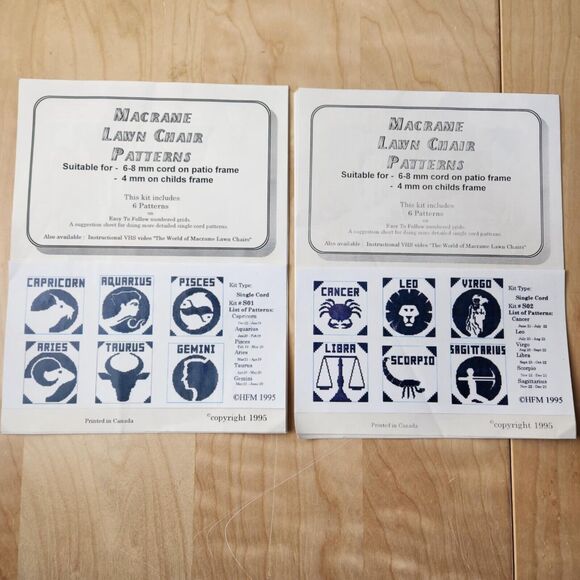 MACRAME
LAWN CHAIR
PATTERNS
Suitable for - 6-8 mm cord on patio frame
- 4 mm on childs frame
This kit includes
6 Patterns
on
Easy To Follow numbered grids.
A suggestion sheet for doing more detailed single cord patterns.
Also available : Instructional VHS video "The World of Macrame Lawn Chairs"
CAPRICORN AQUARIUS PISCES
ARIES TAURUS GEMINI
Kit Type:
Single Cord
Kit # S01
List of Patterns:
Capricorn
Aquarius
Pisces
Aries
Taurus
Gemini
©HFM 1995
Printed in Canada
©copyright 1995
MACRAME
LAWN CHAIR
PATTERNS
Suitable for - 6-8 mm cord on patio frame
- 4 mm on childs frame
This kit includes
6 Patterns
on
Easy To Follow numbered grids.
A suggestion sheet for doing more detailed single cord patterns.
Also available : Instructional VHS video "The World of Macrame Lawn Chairs"
CANCER LEO VIRGO
LIBRA SCORPIO SAGITTARIUS
Kit Type:
Single Cord
Kit # S02
List of Patterns:
Cancer
Leo
Virgo
Libra
Scorpio
Sagittarius
©HFM 1995
Printed in Canada
©copyright 1995